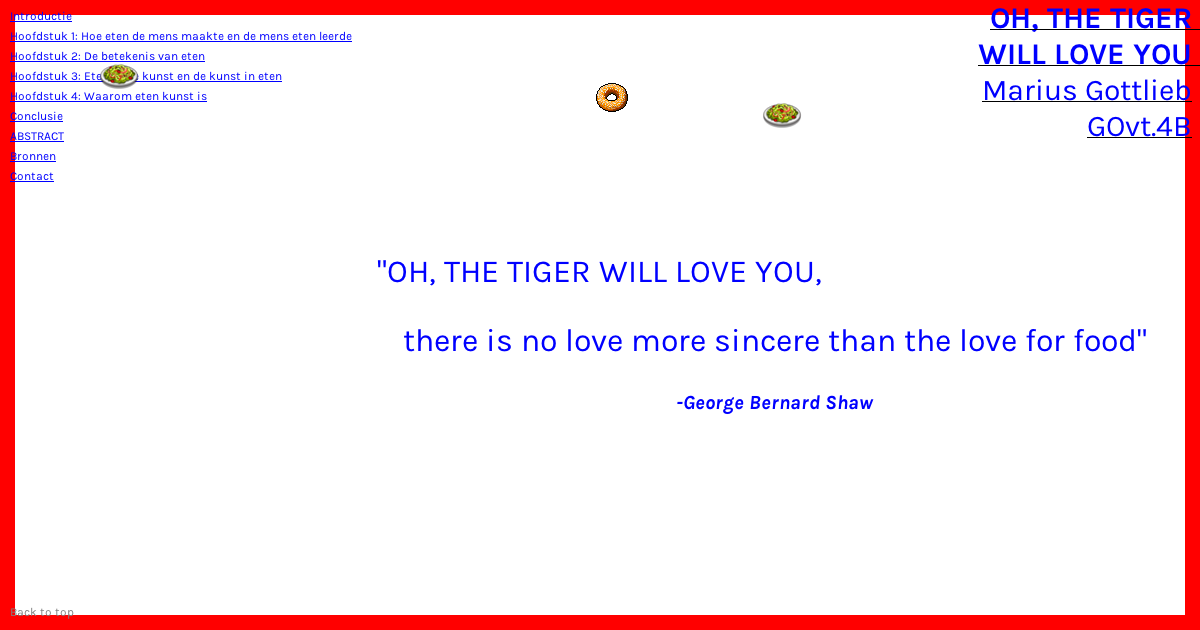 Introductie
Hoofdstuk 1: Hoe eten de mens maakte en de mens eten leerde
Hoofdstuk 2: De betekenis van eten
Hoofdstuk 3: Ete kunst en de kunst in eten
Hoofdstuk 4: Waarom eten kunst is
Conclusie
ABSTRACT
Bronnen
Contact
OH, THE TIGER
WILL LOVE YOU
Marius Gottlieb
GOvt.4B
"OH, THE TIGER WILL LOVE YOU,
there is no love more sincere than the love for food"
-George Bernard Shaw
Back to top